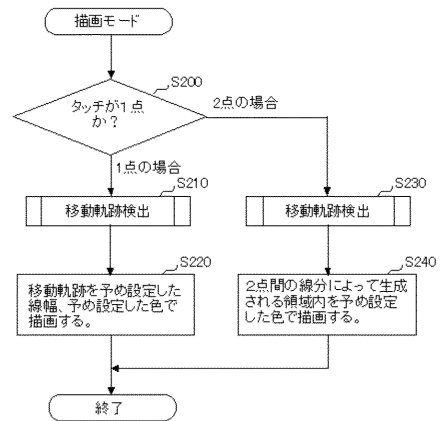 描画モード
S200
タッチが1点
か？
2点の場合
1点の場合
S210
移動軌跡検出
S230
移動軌跡検出
S220
移動軌跡を予め設定した
線幅、予め設定した色で
描画する。
S240
2点間の線分によって生成
される領域内を予め設定
した色で描画する。
終了